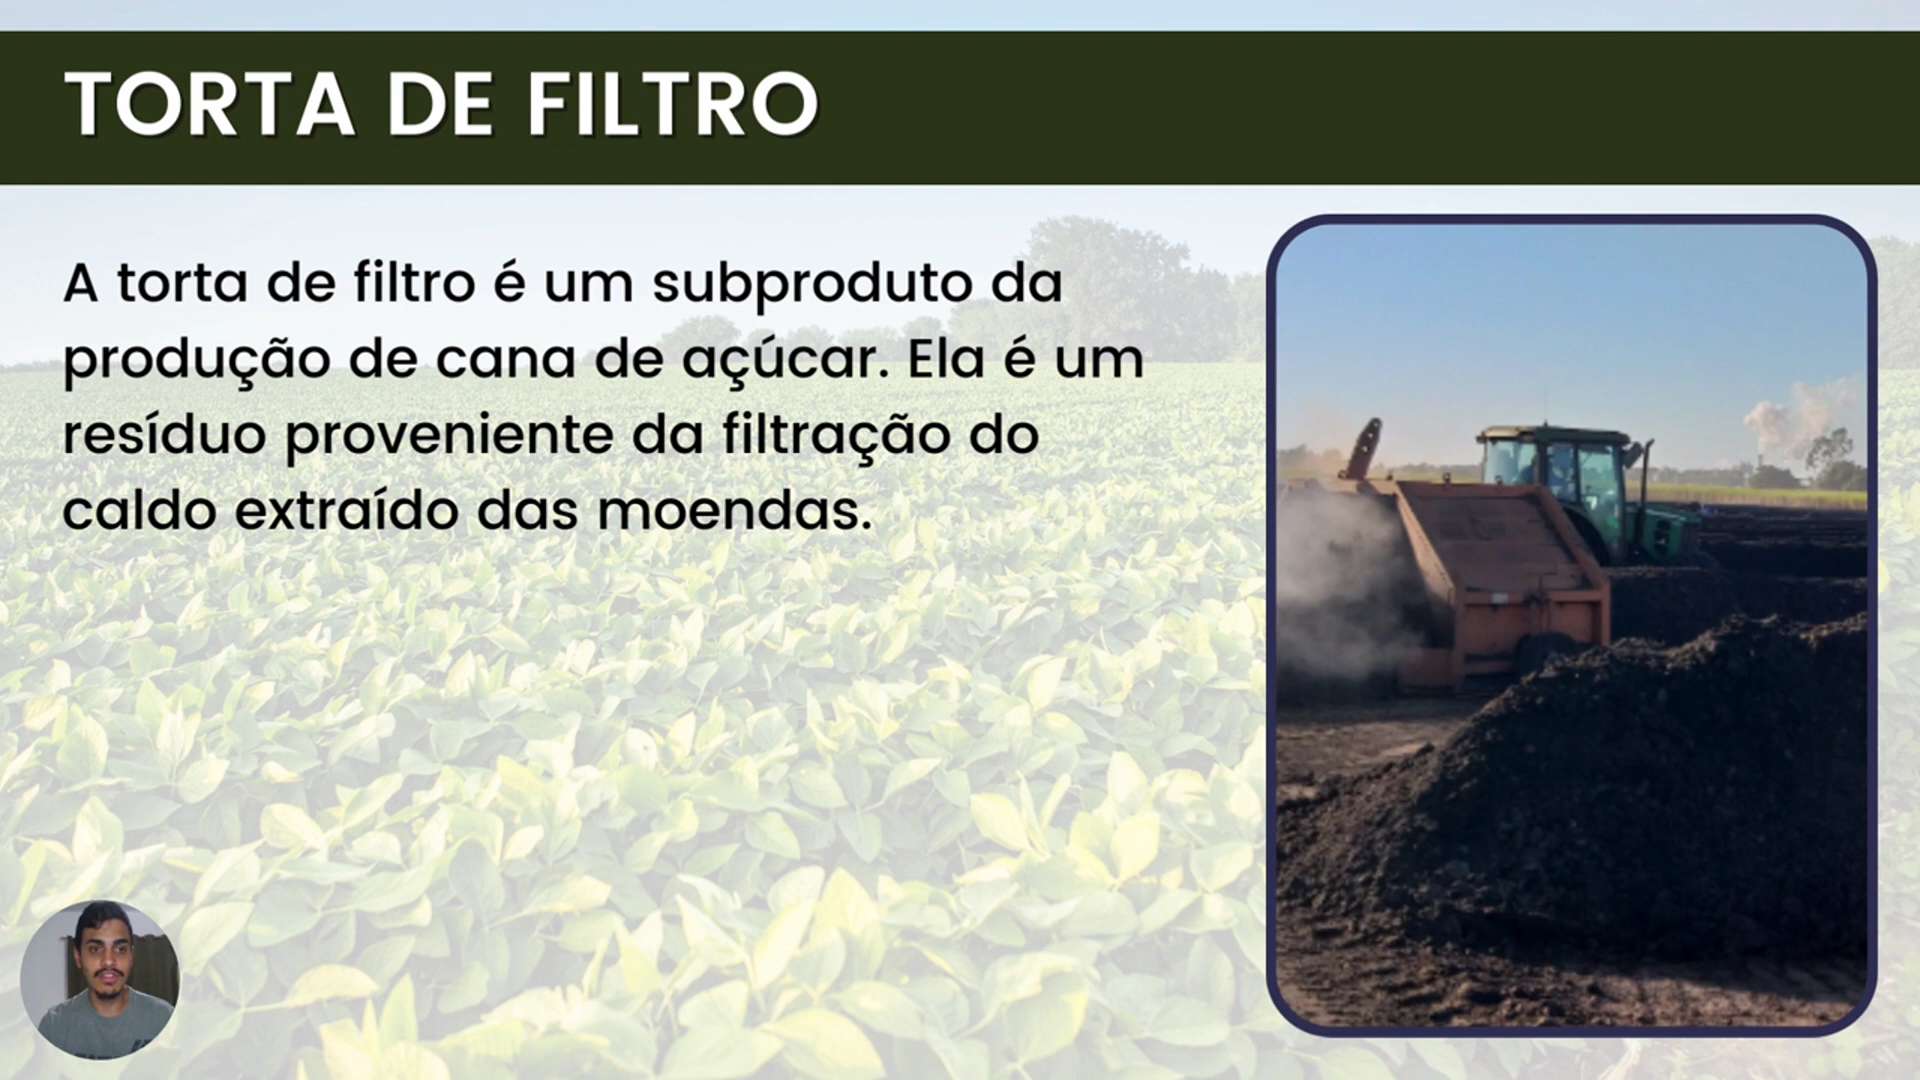 TORTA DE FILTRO
A torta de filtro é um subproduto da
produção de cana de açúcar. Ela é um
resíduo proveniente da filtração do
caldo extraído das moendas.